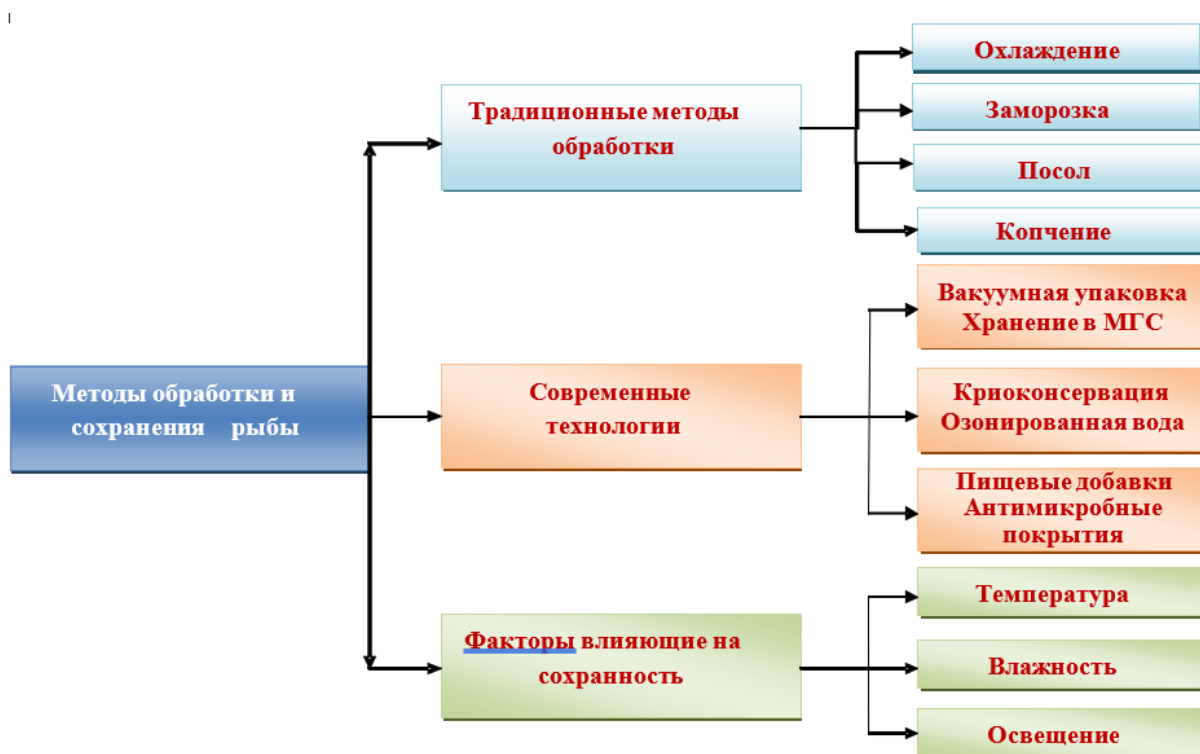 Методы обработки и
сохранения рыбы
Традиционные методы
обработки
Охлаждение
Заморозка
Посол
Копчение
Современные
технологии
Вакуумная упаковка
Хранение в МГС
Криоконсервация
Озонированная вода
Пищевые добавки
Антимикробные
покрытия
Факторы влияющие на
сохранность
Температура
Влажность
Освещение